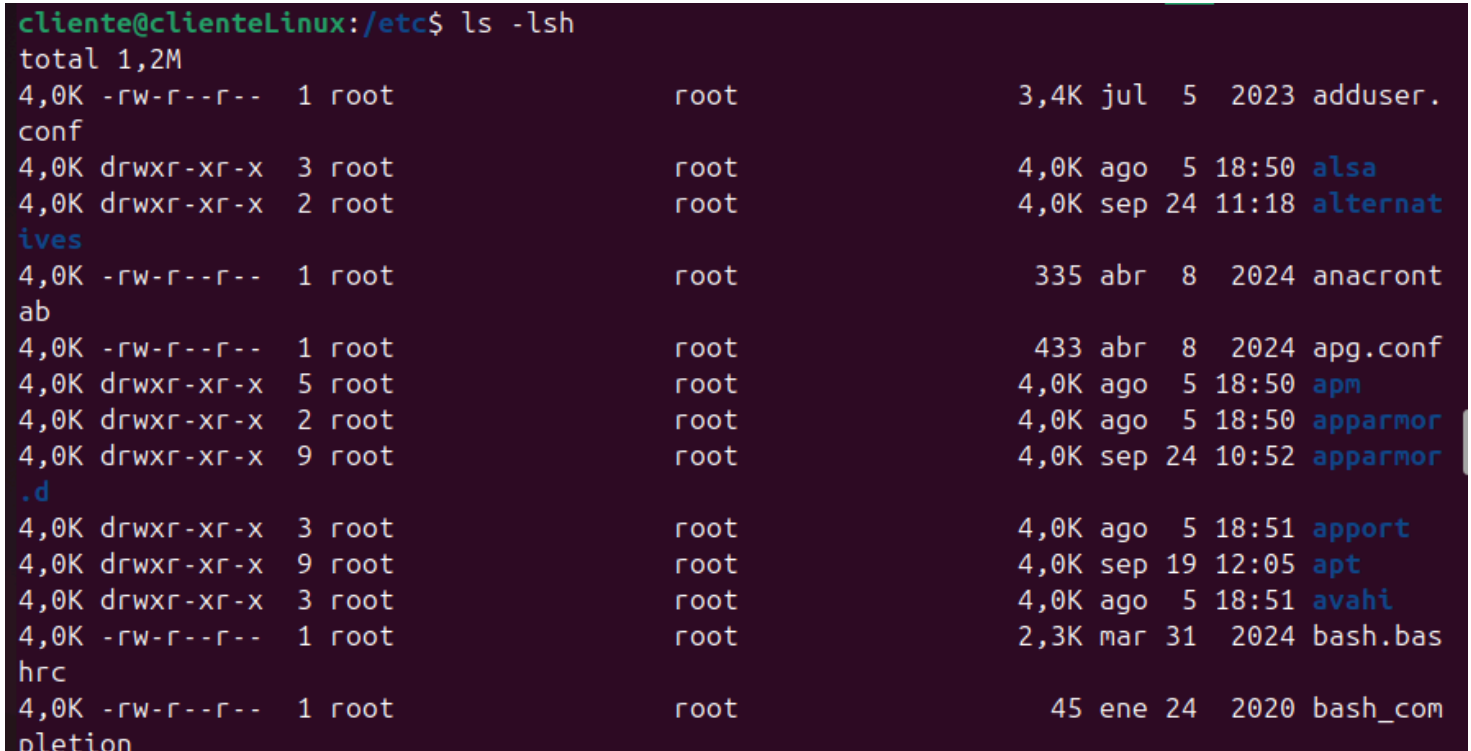 cliente@clienteLinux:/etc$ ls -lsh
total 1,2M
4,0K -rw-r--r--  1 root                 root                 3,4K jul  5  2023 adduser.
conf
4,0K drwxr-xr-x  3 root                 root                 4,0K ago  5 18:50 alsa
4,0K drwxr-xr-x  2 root                 root                 4,0K sep 24 11:18 alternat
ives
4,0K -rw-r--r--  1 root                 root                  335 abr  8  2024 anacront
ab
4,0K -rw-r--r--  1 root                 root                  433 abr  8  2024 apg.conf
4,0K drwxr-xr-x  5 root                 root                 4,0K ago  5 18:50 apm
4,0K drwxr-xr-x  2 root                 root                 4,0K ago  5 18:50 apparmor
4,0K drwxr-xr-x  9 root                 root                 4,0K sep 24 10:52 apparmor
.d
4,0K drwxr-xr-x  3 root                 root                 4,0K ago  5 18:51 apport
4,0K drwxr-xr-x  9 root                 root                 4,0K sep 19 12:05 apt
4,0K drwxr-xr-x  3 root                 root                 4,0K ago  5 18:51 avahi
4,0K -rw-r--r--  1 root                 root                 2,3K mar 31  2024 bash.bas
hrc
4,0K -rw-r--r--  1 root                 root                   45 ene 24  2020 bash_com
pletion